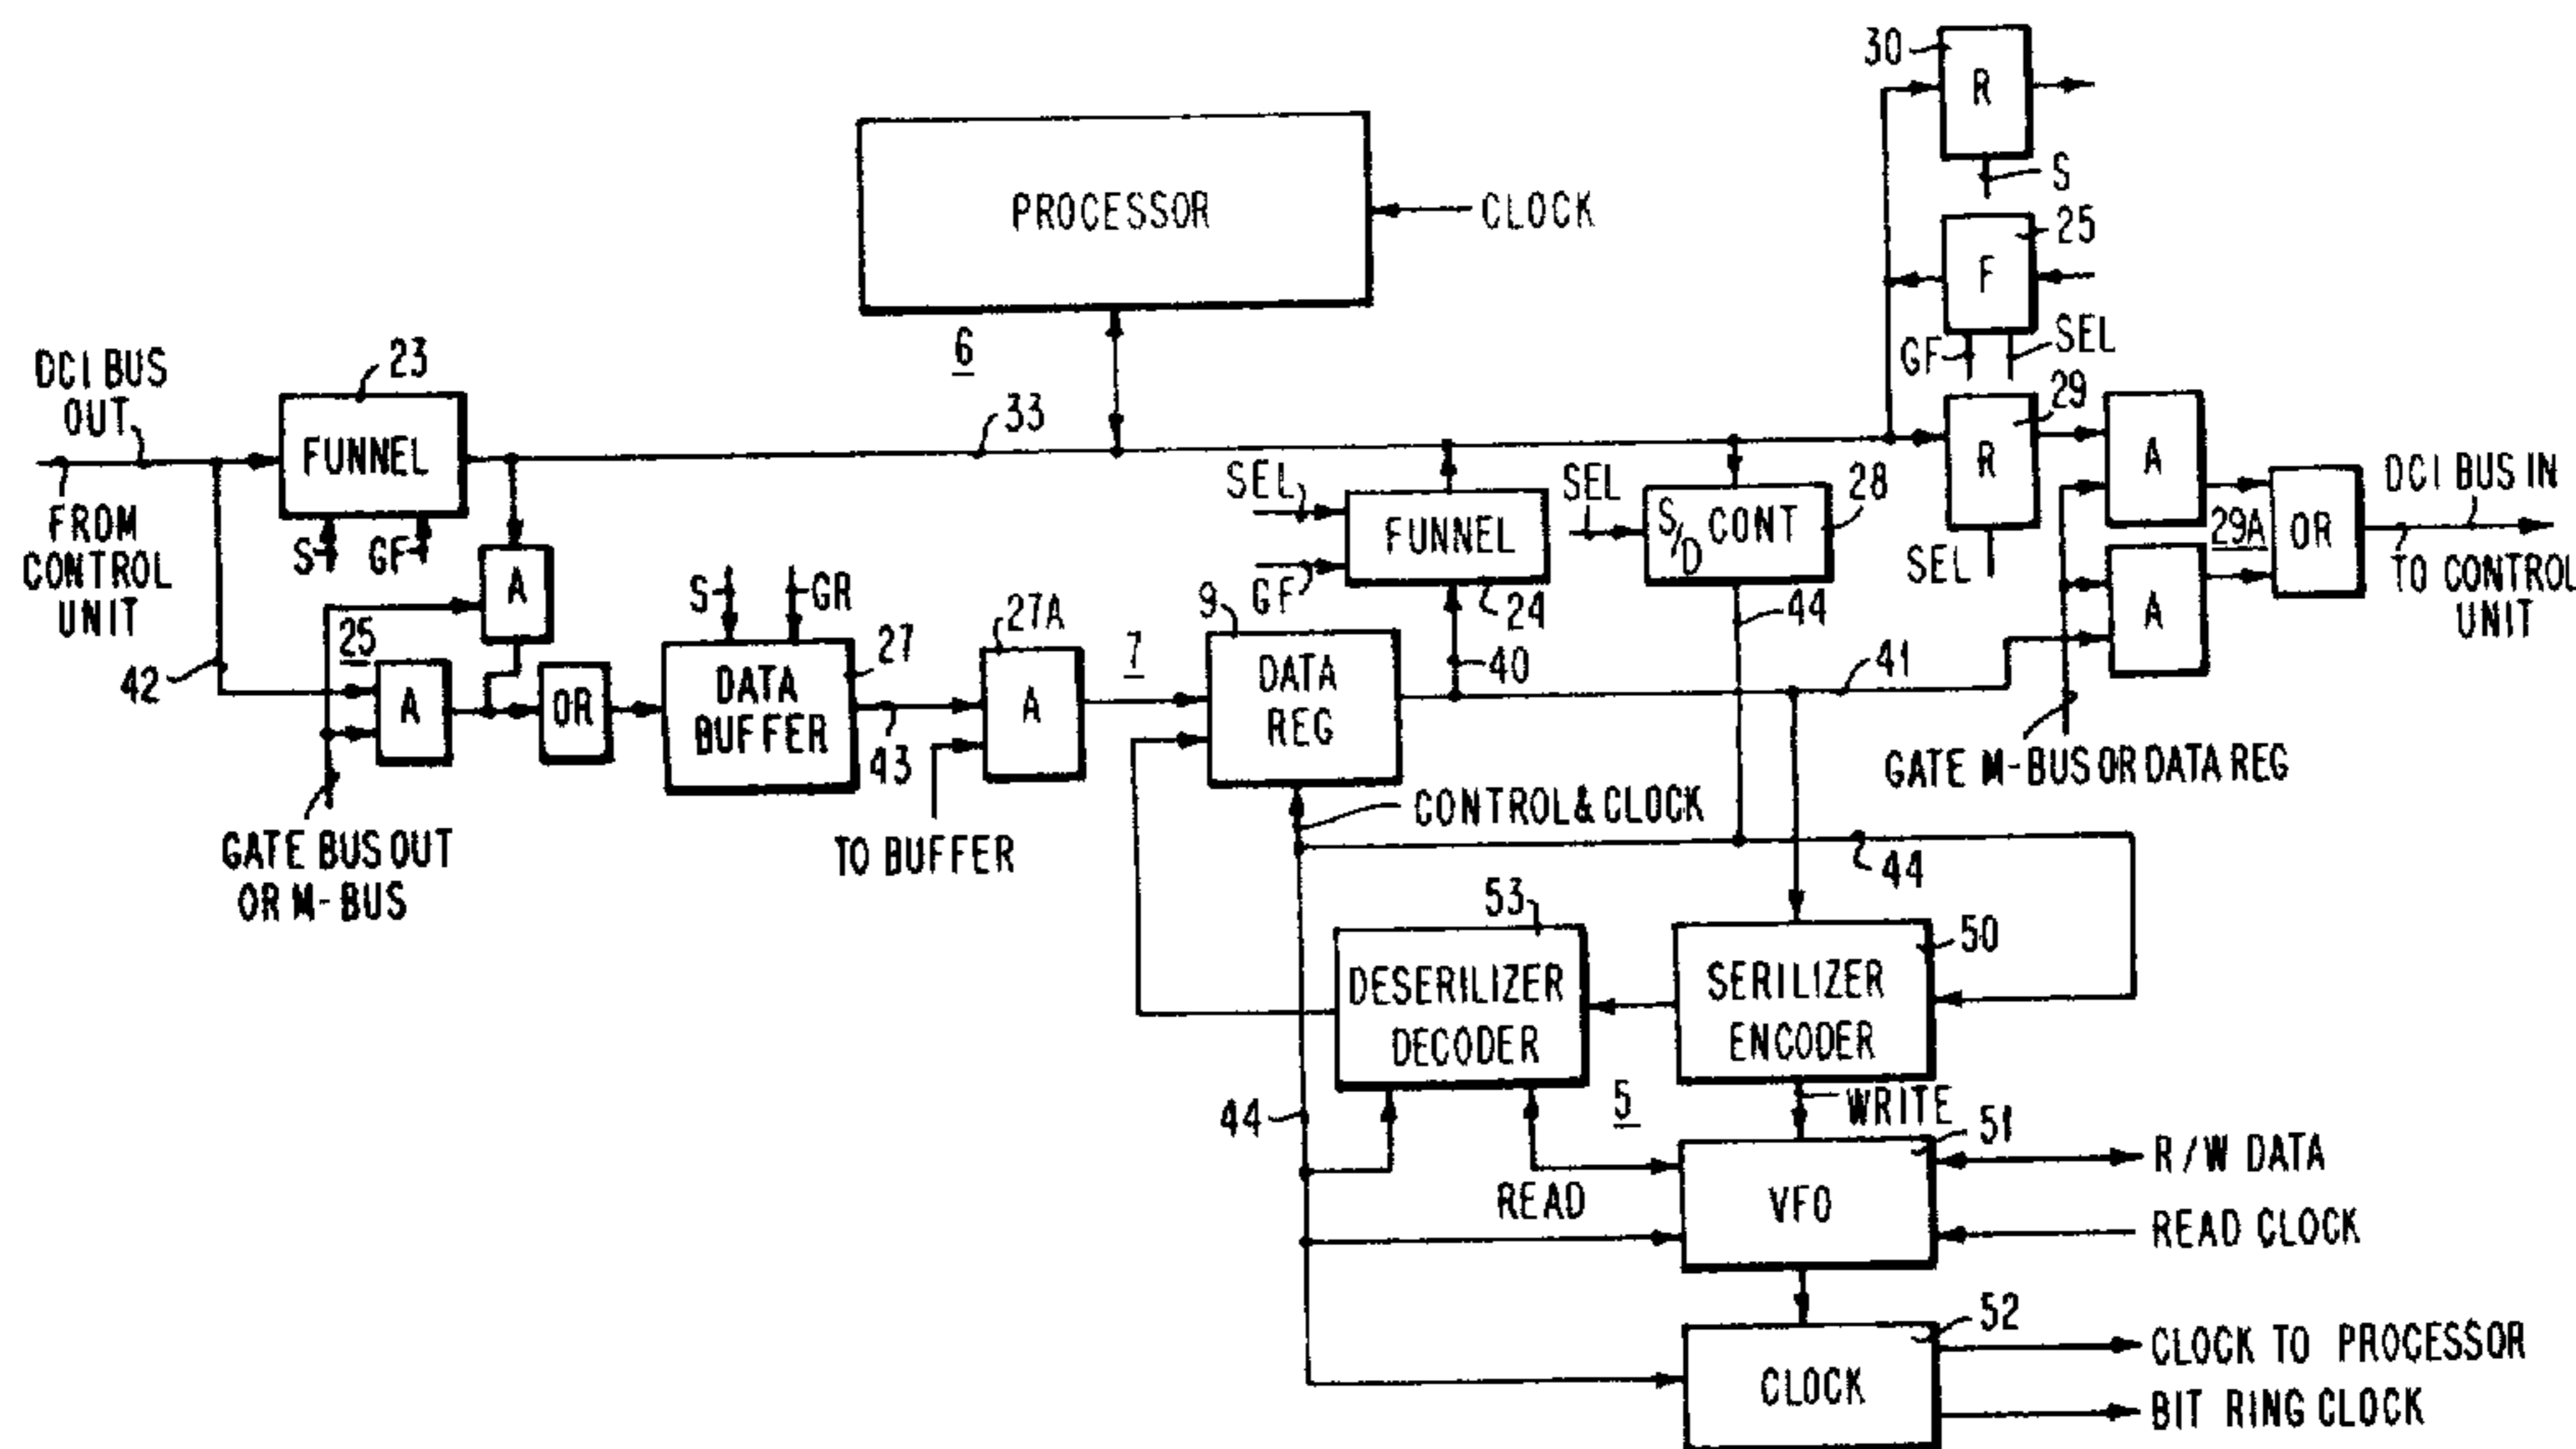 30
R
S
PROCESSOR
CLOCK
25
F
GF
SEL
6
DCI BUS
OUT
23
FUNNEL
33
29
R
SEL
A
A
29A
OR
DCI BUS IN
TO CONTROL
UNIT
FROM
CONTROL
UNIT
S
GF
A
SEL
GF
FUNNEL
24
SEL
S/D CONT
28
44
42
25
A
OR
S
GR
DATA
BUFFER
27
43
27A
A
7
9
DATA
REG
40
41
GATE M-BUS OR DATA REG
GATE BUS OUT
OR M-BUS
TO BUFFER
CONTROL & CLOCK
44
53
DESERILIZER
DECODER
SERILIZER
ENCODER
50
44
5
WRITE
READ
VFO
51
R/W DATA
READ CLOCK
CLOCK
52
CLOCK TO PROCESSOR
BIT RING CLOCK